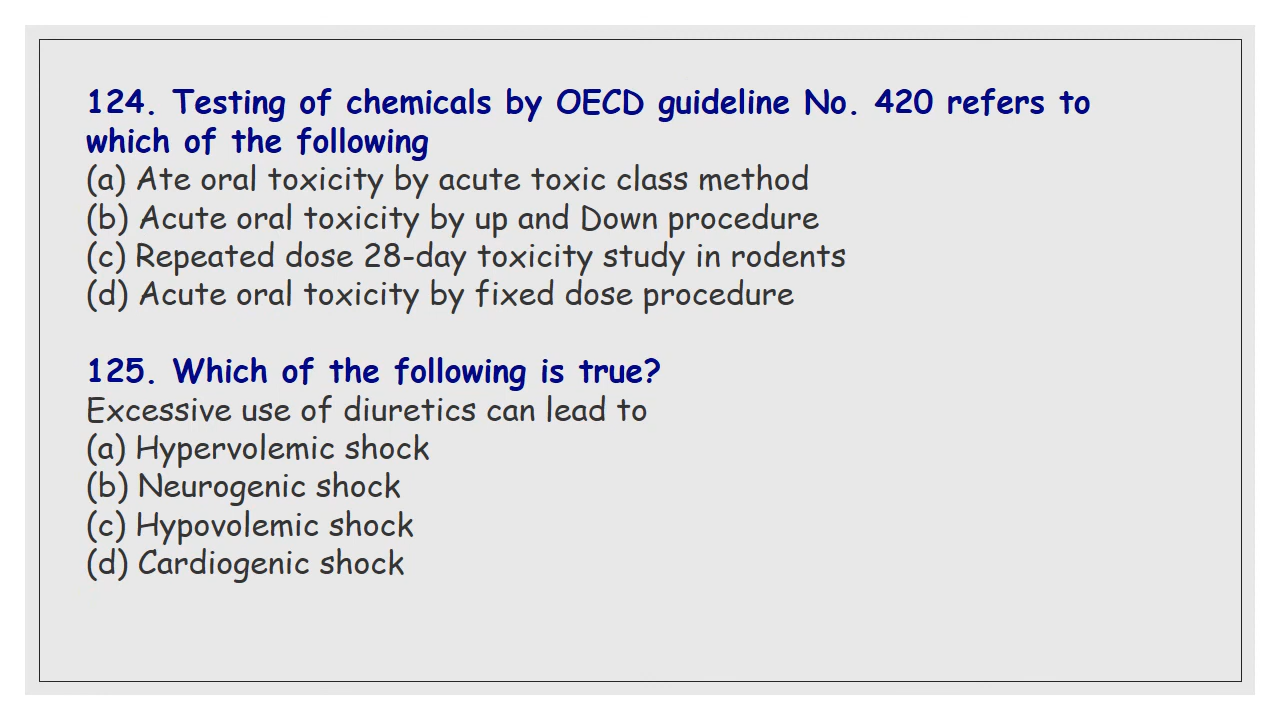 124. Testing of chemicals by OECD guideline No. 420 refers to
which of the following
(a) Ate oral toxicity by acute toxic class method
(b) Acute oral toxicity by up and Down procedure
(c) Repeated dose 28-day toxicity study in rodents
(d) Acute oral toxicity by fixed dose procedure
125. Which of the following is true?
Excessive use of diuretics can lead to
(a) Hypervolemic shock
(b) Neurogenic shock
(c) Hypovolemic shock
(d) Cardiogenic shock